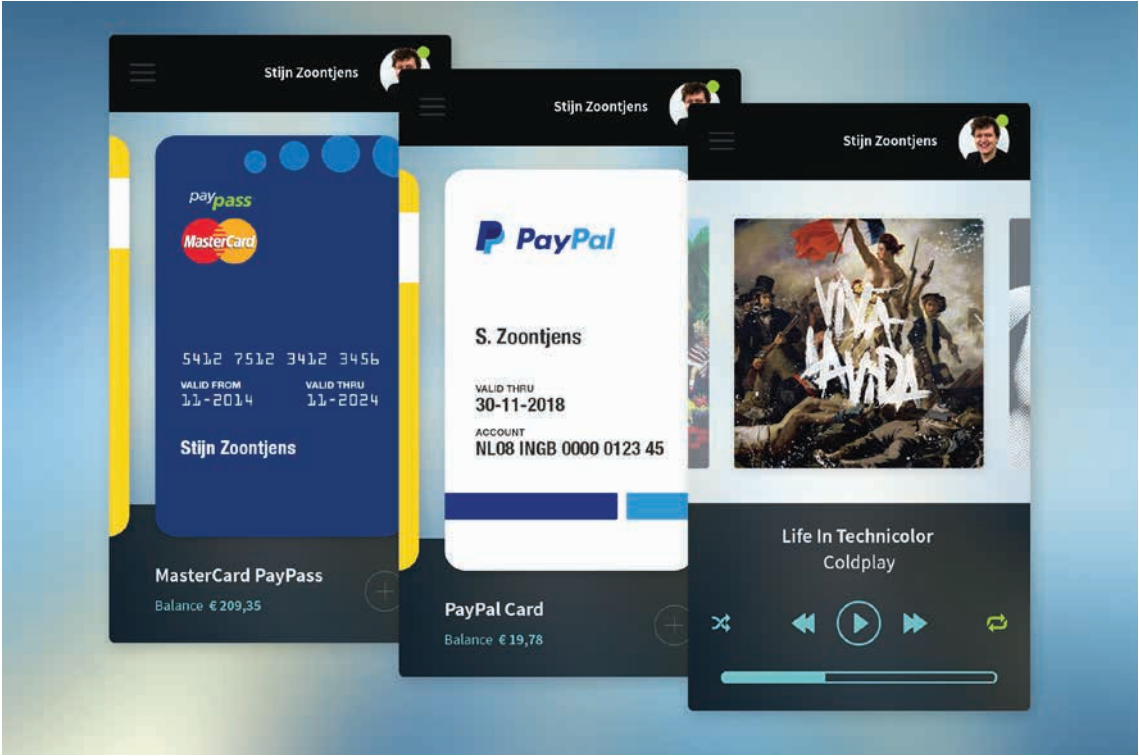 Stijn Zoontjens
paypass
MasterCard
5412 7512 3412 3456
VALID FROM VALID THRU
11-2014 11-2024
Stijn Zoontjens
MasterCard PayPass
Balance € 209,35
Stijn Zoontjens
PayPal
S. Zoontjens
VALID THRU
30-11-2018
ACCOUNT
NL08 INGB 0000 0123 45
PayPal Card
Balance € 19,78
Stijn Zoontjens
VIVA
LA VIDA
Life In Technicolor
Coldplay